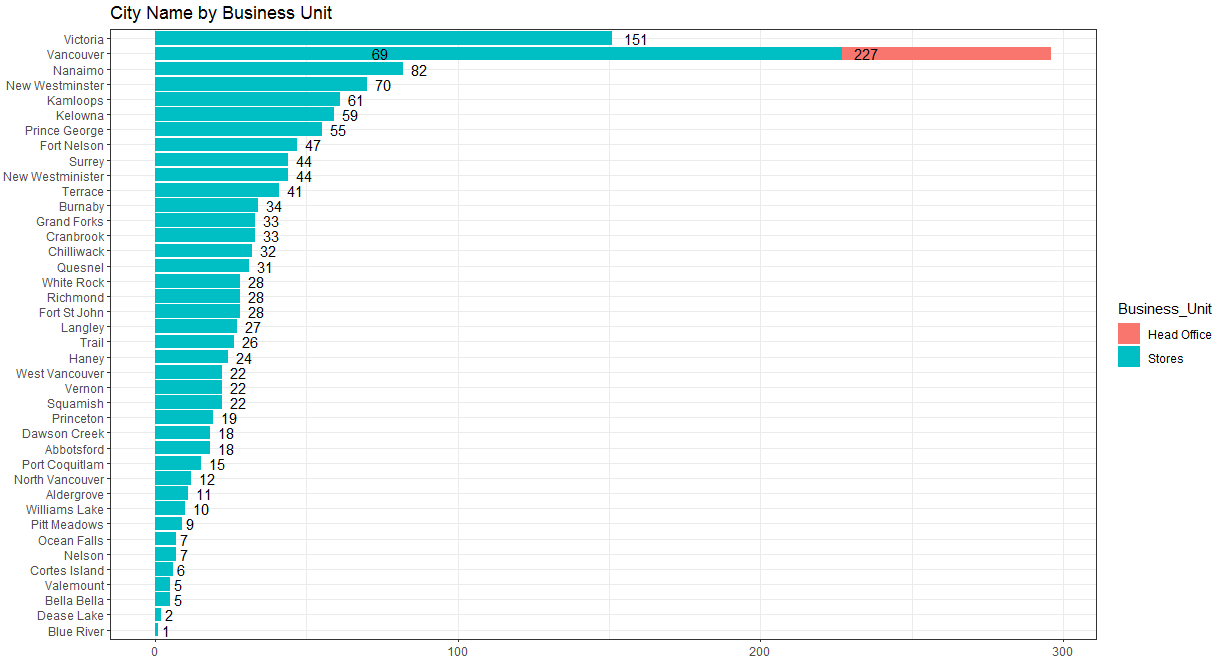 City Name by Business Unit
Victoria 151
Vancouver 69 227
Nanaimo 82
New Westminster 70
Kamloops 61
Kelowna 59
Prince George 55
Fort Nelson 47
Surrey 44
New Westminister 44
Terrace 41
Burnaby 34
Grand Forks 33
Cranbrook 33
Chilliwack 32
Quesnel 31
White Rock 28
Richmond 28
Fort St John 28
Langley 27
Trail 26
Haney 24
West Vancouver 22
Vernon 22
Squamish 22
Princeton 19
Dawson Creek 18
Abbotsford 18
Port Coquitlam 15
North Vancouver 12
Aldergrove 11
Williams Lake 10
Pitt Meadows 9
Ocean Falls 7
Nelson 7
Cortes Island 6
Valemount 5
Bella Bella 5
Dease Lake 2
Blue River 1
0 100 200 300
Business_Unit
Head Office
Stores